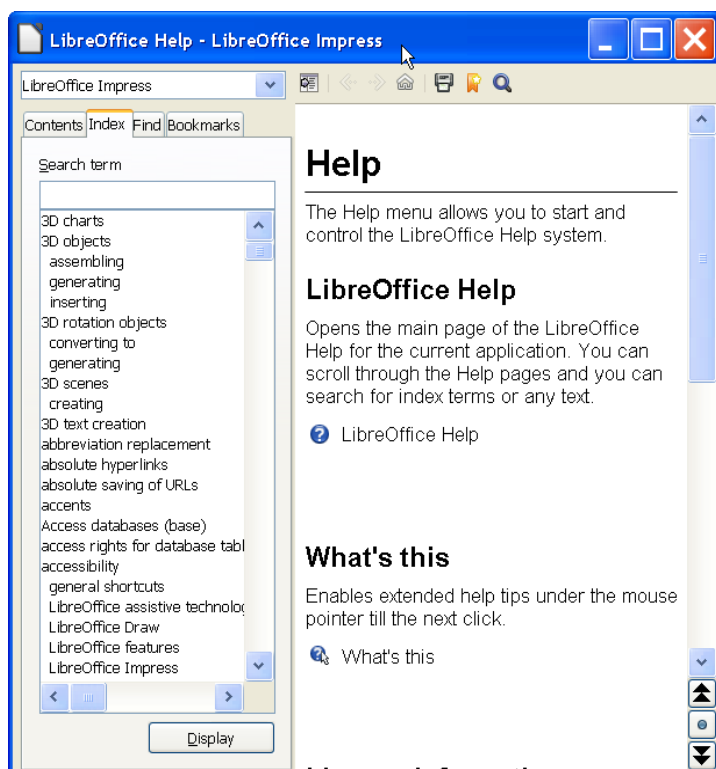 LibreOffice Help - LibreOffice Impress
LibreOffice Impress
Contents Index Find Bookmarks
Search term
3D charts
3D objects
assembling
generating
inserting
3D rotation objects
converting to
generating
3D scenes
creating
3D text creation
abbreviation replacement
absolute hyperlinks
absolute saving of URLs
accents
Access databases (base)
access rights for database tabl
accessibility
general shortcuts
LibreOffice assistive technolog
LibreOffice Draw
LibreOffice features
LibreOffice Impress
Display
Help
The Help menu allows you to start and
control the LibreOffice Help system.
LibreOffice Help
Opens the main page of the LibreOffice
Help for the current application. You can
scroll through the Help pages and you can
search for index terms or any text.
LibreOffice Help
What's this
Enables extended help tips under the mouse
pointer till the next click.
What's this